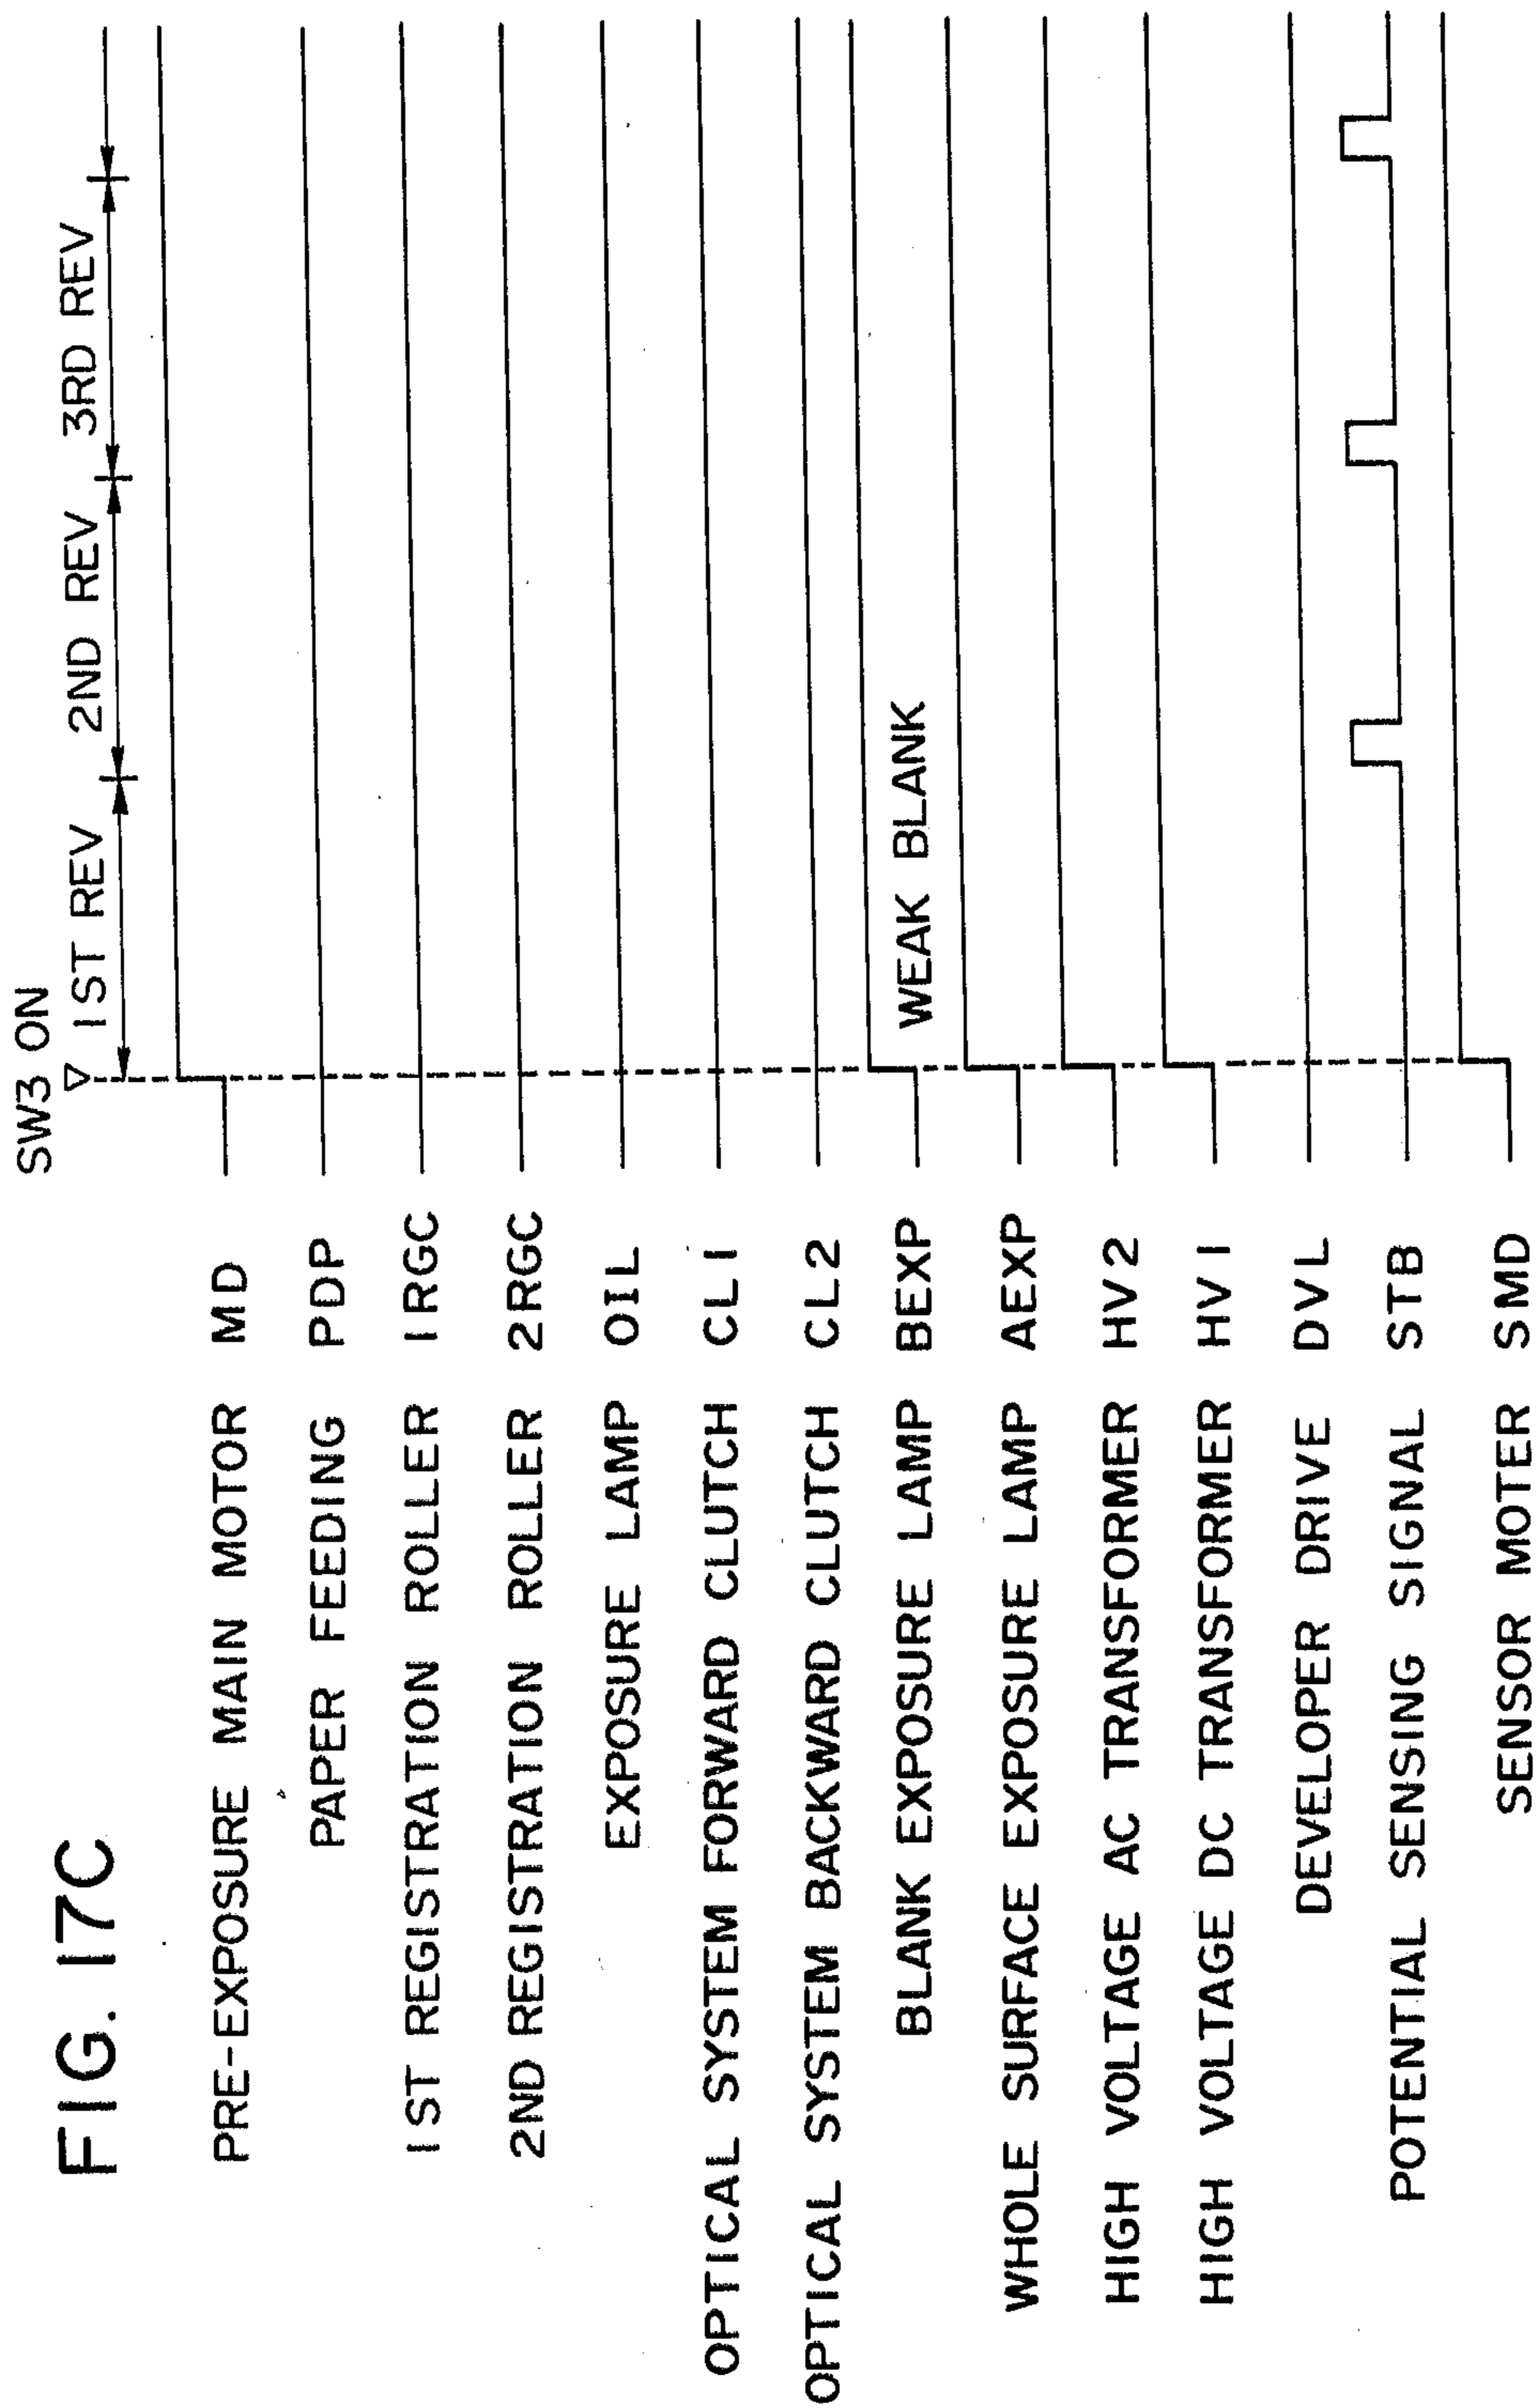 FIG. 17C
SW3 ON
▽ 1ST REV 2ND REV 3RD REV
PRE-EXPOSURE MAIN MOTOR MD
PAPER FEEDING PDP
1ST REGISTRATION ROLLER 1RGC
2ND REGISTRATION ROLLER 2RGC
EXPOSURE LAMP OIL
OPTICAL SYSTEM FORWARD CLUTCH CL1
OPTICAL SYSTEM BACKWARD CLUTCH CL2
BLANK EXPOSURE LAMP BEXP
WEAK BLANK
WHOLE SURFACE EXPOSURE LAMP AEXP
HIGH VOLTAGE AC TRANSFORMER HV2
HIGH VOLTAGE DC TRANSFORMER HV1
DEVELOPER DRIVE DVL
POTENTIAL SENSING SIGNAL STB
SENSOR MOTER SMD